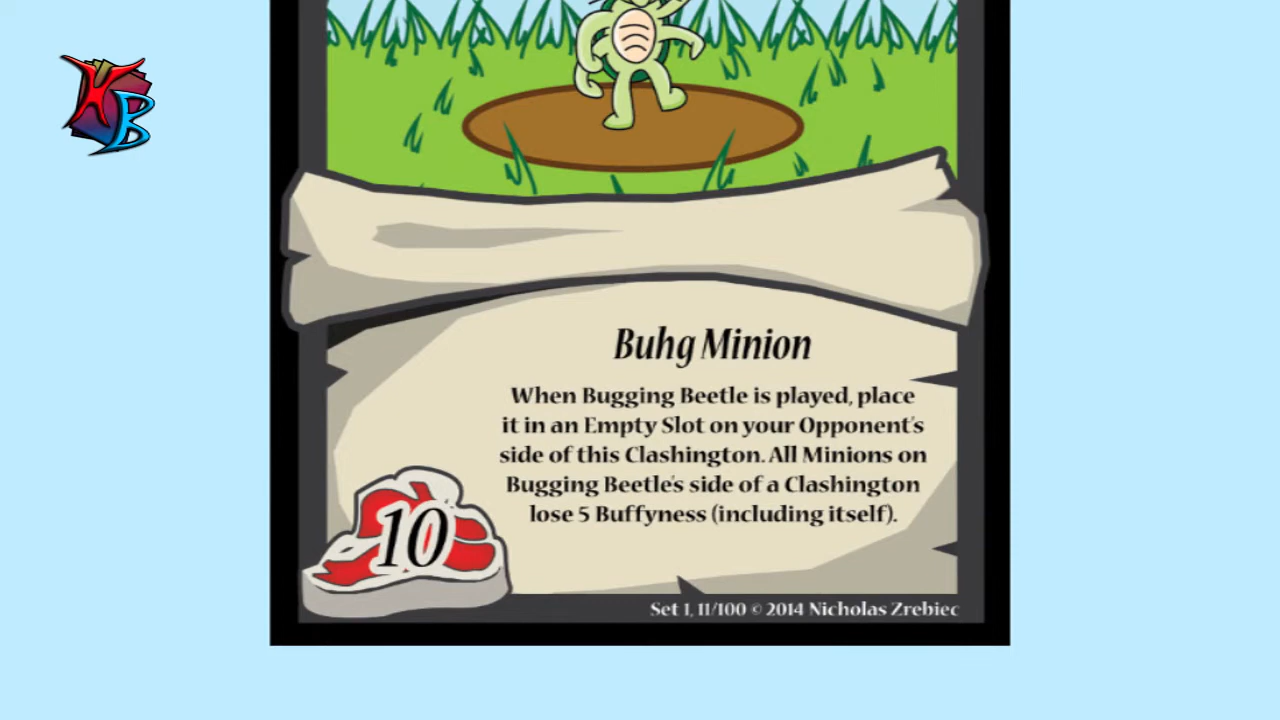 KB
Buhg Minion
When Bugging Beetle is played, place
it in an Empty Slot on your Opponent's
side of this Clashington. All Minions on
Bugging Beetle's side of a Clashington
lose 5 Buffyness (including itself).
10
Set 1, 11/100 © 2014 Nicholas Zrebiec